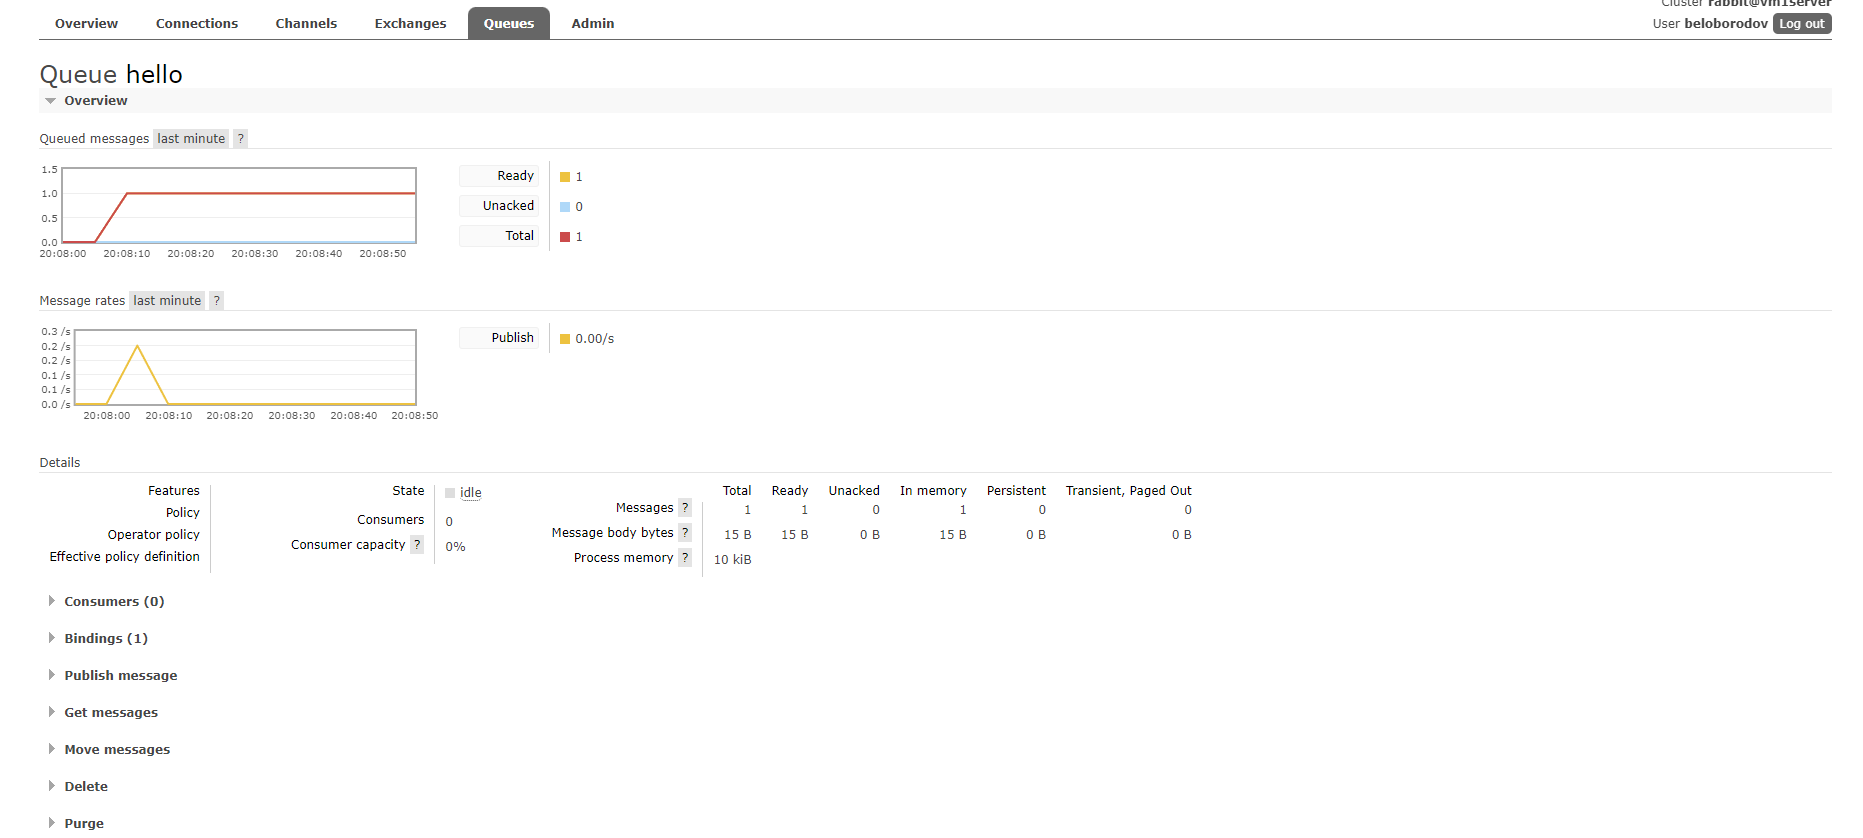 Cluster rabbit@vm1server
Overview Connections Channels Exchanges Queues Admin
User beloborodov Log out
Queue hello
Overview
Queued messages last minute ?
1.5
1.0
0.5
0.0
20:08:00 20:08:10 20:08:20 20:08:30 20:08:40 20:08:50
Ready 1
Unacked 0
Total 1
Message rates last minute ?
0.3 /s
0.2 /s
0.2 /s
0.1 /s
0.1 /s
0.0 /s
20:08:00 20:08:10 20:08:20 20:08:30 20:08:40 20:08:50
Publish 0.00/s
Details
Features
Policy
Operator policy
Effective policy definition
State idle
Consumers 0
Consumer capacity ? 0%
Total Ready Unacked In memory Persistent Transient, Paged Out
Messages ? 1 1 0 1 0 0
Message body bytes ? 15 B 15 B 0 B 15 B 0 B 0 B
Process memory ? 10 kiB
Consumers (0)
Bindings (1)
Publish message
Get messages
Move messages
Delete
Purge